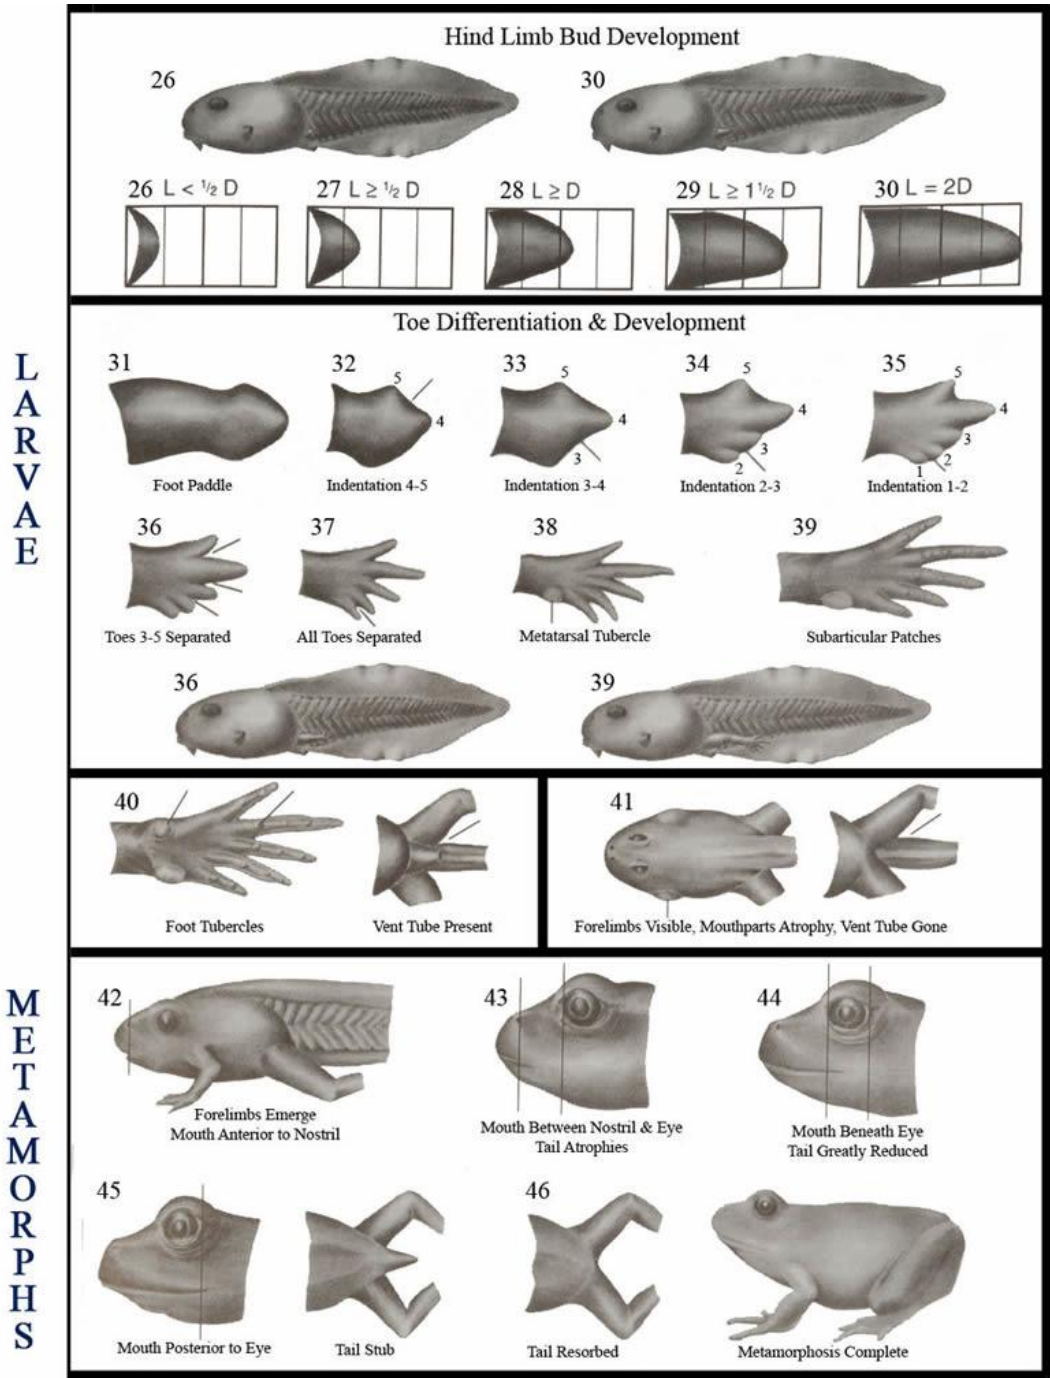 Hind Limb Bud Development
26
30
26 L < 1/2 D
27 L ≥ 1/2 D
28 L ≥ D
29 L ≥ 1 1/2 D
30 L = 2D
LARVAE
Toe Differentiation & Development
31
32
33
34
35
5
4
5
4
3
5
4
3
2
5
4
3
2
1
Foot Paddle
Indentation 4-5
Indentation 3-4
Indentation 2-3
Indentation 1-2
36
37
38
39
Toes 3-5 Separated
All Toes Separated
Metatarsal Tubercle
Subarticular Patches
36
39
40
41
Foot Tubercles
Vent Tube Present
Forelimbs Visible, Mouthparts Atrophy, Vent Tube Gone
METAMORPHS
42
43
44
Forelimbs Emerge
Mouth Anterior to Nostril
Mouth Between Nostril & Eye
Tail Atrophies
Mouth Beneath Eye
Tail Greatly Reduced
45
46
Mouth Posterior to Eye
Tail Stub
Tail Resorbed
Metamorphosis Complete